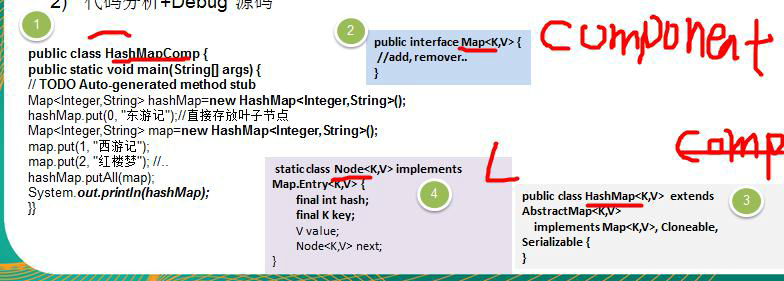 2) 代码分析+Debug 源码
1
public class HashMapComp {
public static void main(String[] args) {
// TODO Auto-generated method stub
Map<Integer,String> hashMap=new HashMap<Integer,String>();
hashMap.put(0, "东游记");//直接存放叶子节点
Map<Integer,String> map=new HashMap<Integer,String>();
map.put(1, "西游记");
map.put(2, "红楼梦"); //..
hashMap.putAll(map);
System.out.println(hashMap);
}}
2
public interface Map<K,V> {
//add, remover..
}
Component
Comp
L
static class Node<K,V> implements
Map.Entry<K,V> {
final int hash;
final K key;
V value;
Node<K,V> next;
}
4
public class HashMap<K,V> extends
AbstractMap<K,V>
implements Map<K,V>, Cloneable,
Serializable {
}
3